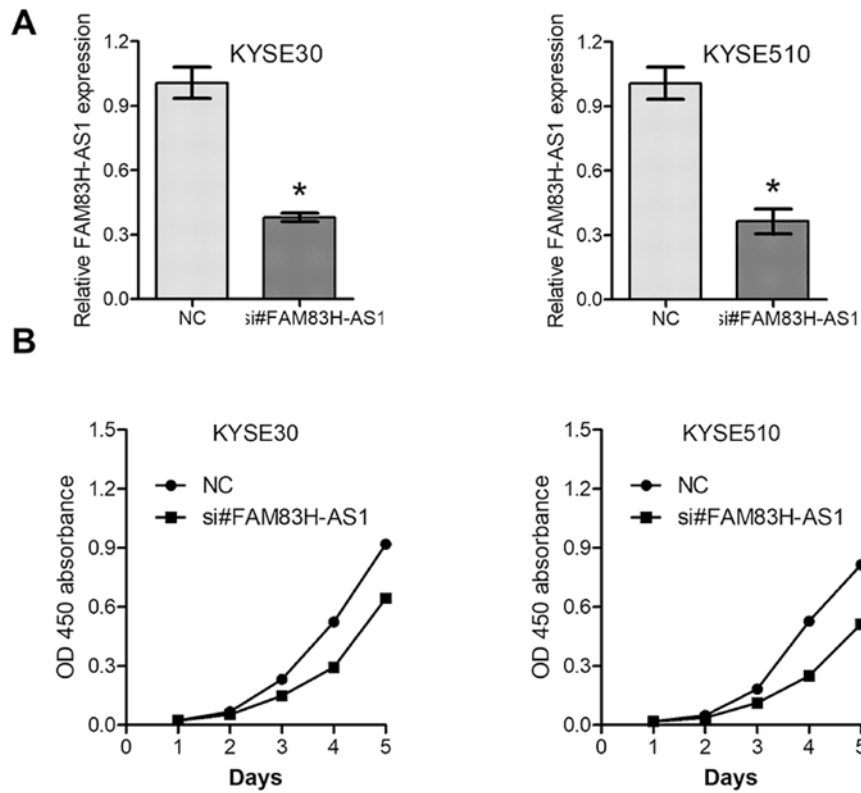 A
KYSE30
Relative FAM83H-AS1 expression
1.2
0.9
0.6
0.3
0.0
*
NC
si#FAM83H-AS1
KYSE510
Relative FAM83H-AS1 expression
1.2
0.9
0.6
0.3
0.0
*
NC
si#FAM83H-AS1
B
KYSE30
OD 450 absorbance
1.5
1.2
0.9
0.6
0.3
0.0
NC
si#FAM83H-AS1
0 1 2 3 4 5
Days
KYSE510
OD 450 absorbance
1.5
1.2
0.9
0.6
0.3
0.0
NC
si#FAM83H-AS1
0 1 2 3 4 5
Days